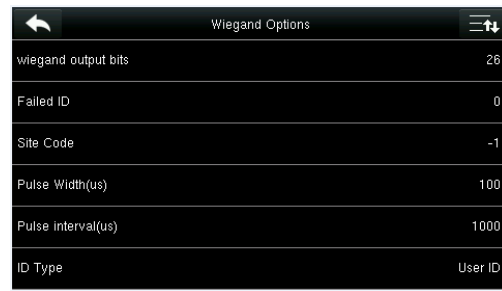 Wiegand Options
wiegand output bits 26
Failed ID 0
Site Code -1
Pulse Width(us) 100
Pulse interval(us) 1000
ID Type User ID